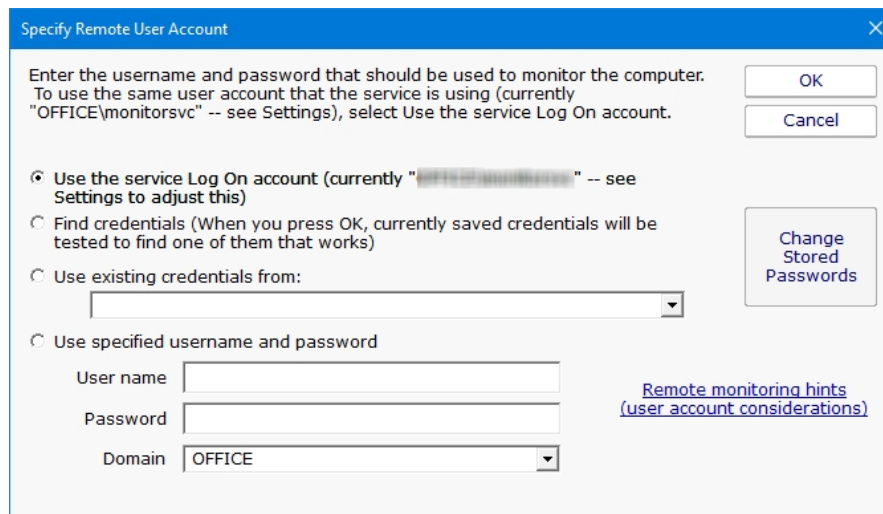 Specify Remote User Account
Enter the username and password that should be used to monitor the computer.
To use the same user account that the service is using (currently
"OFFICE\monitorsvc" -- see Settings), select Use the service Log On account.
OK
Cancel
Use the service Log On account (currently " " -- see
Settings to adjust this)
Find credentials (When you press OK, currently saved credentials will be
tested to find one of them that works)
Change
Stored
Passwords
Use existing credentials from:
Use specified username and password
User name
Password
Domain
OFFICE
Remote monitoring hints
(user account considerations)